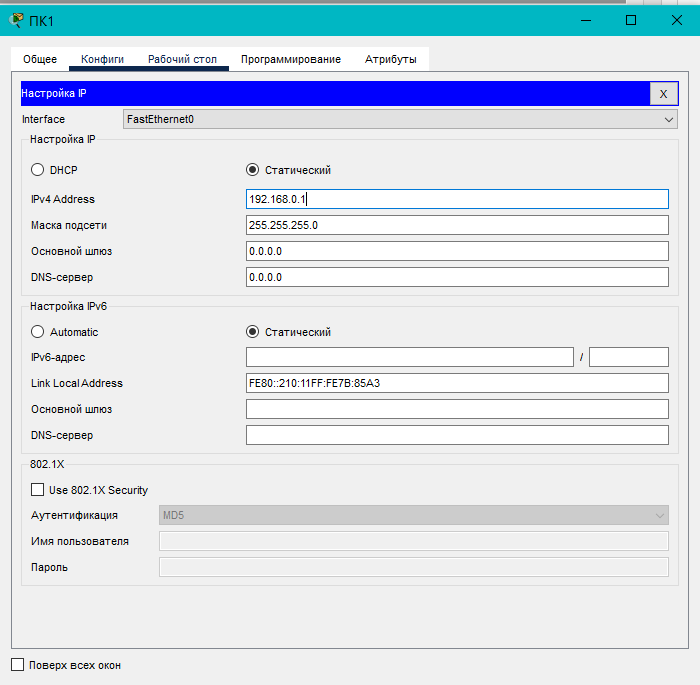 ПК1
Общее Конфиги Рабочий стол Программирование Атрибуты
Настройка IP X
Interface FastEthernet0
Настройка IP
DHCP Статический
IPv4 Address 192.168.0.1
Маска подсети 255.255.255.0
Основной шлюз 0.0.0.0
DNS-сервер 0.0.0.0
Настройка IPv6
Automatic Статический
IPv6-адрес /
Link Local Address FE80::210:11FF:FE7B:85A3
Основной шлюз
DNS-сервер
802.1X
Use 802.1X Security
Аутентификация MD5
Имя пользователя
Пароль
Поверх всех окон